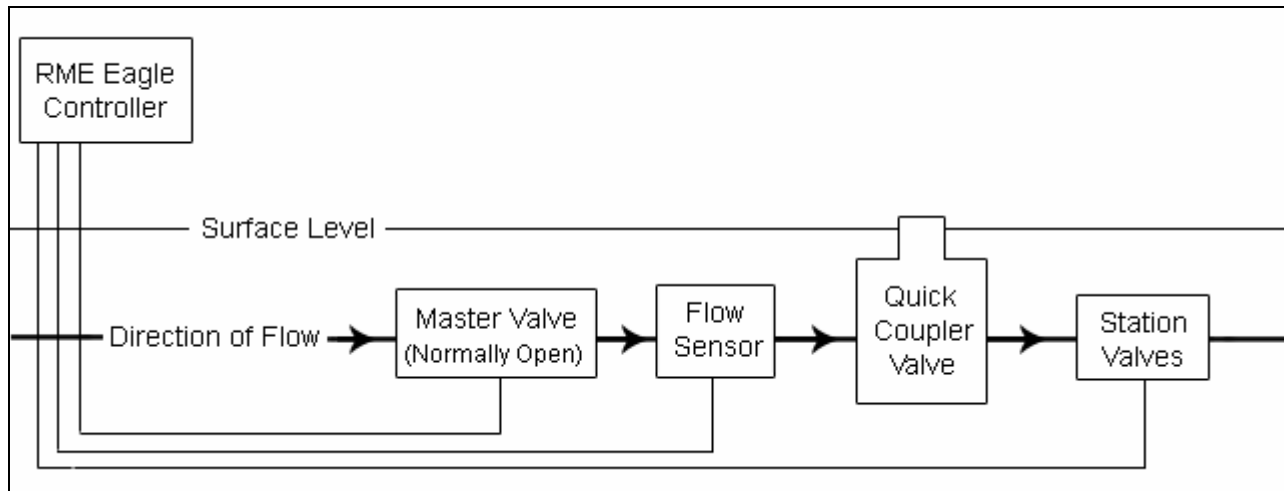 RME Eagle
Controller
Surface Level
Direction of Flow
Master Valve
(Normally Open)
Flow
Sensor
Quick
Coupler
Valve
Station
Valves